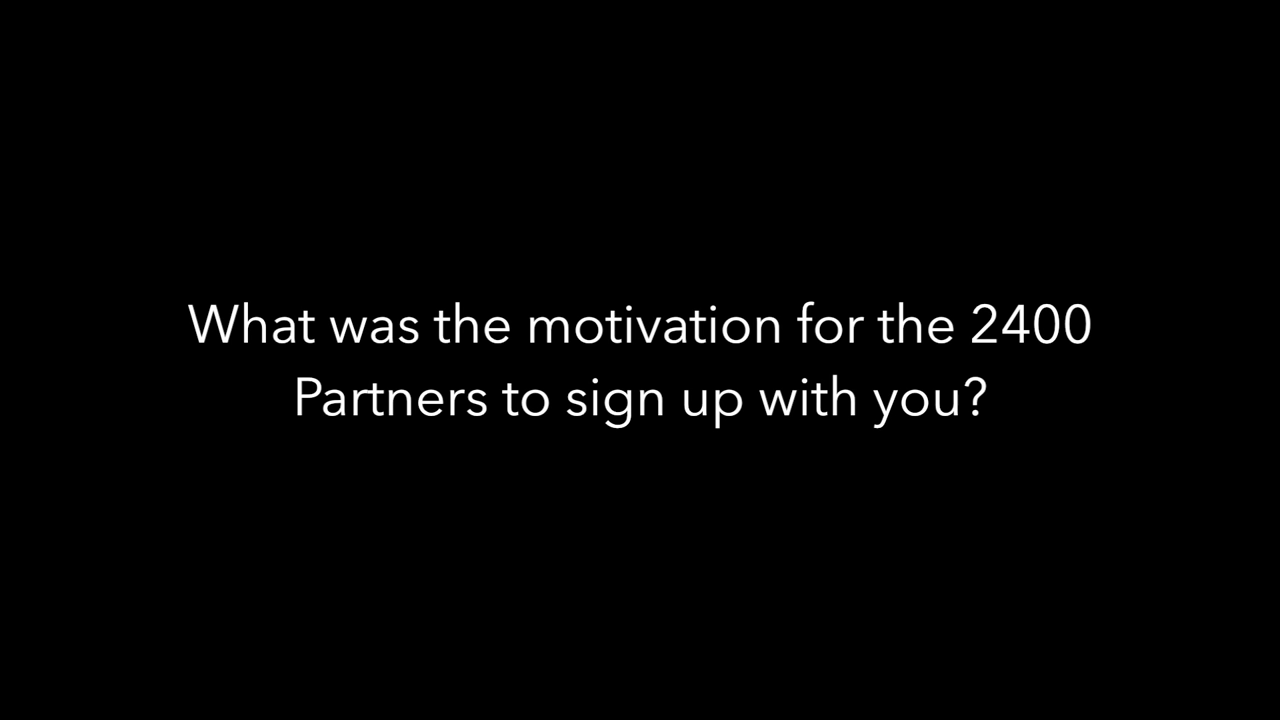 What was the motivation for the 2400
Partners to sign up with you?